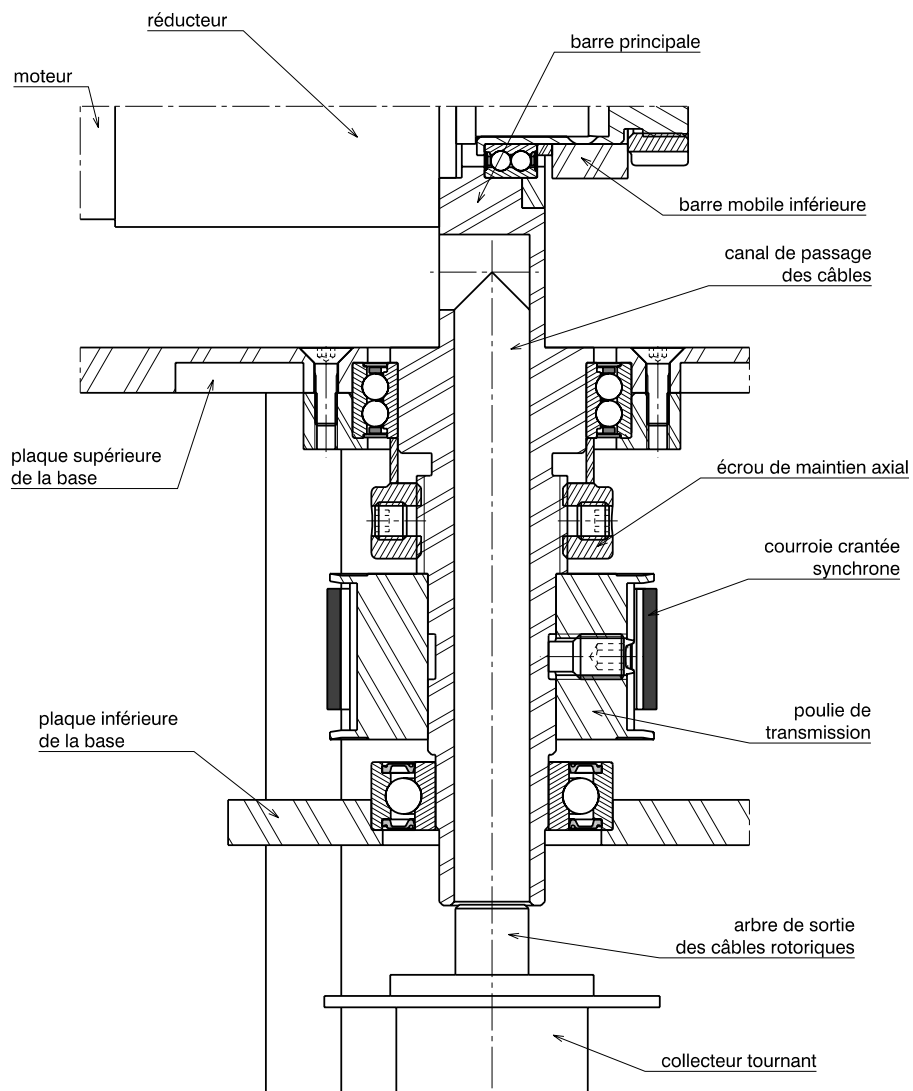 réducteur
barre principale
moteur
barre mobile inférieure
canal de passage
des câbles
plaque supérieure
de la base
écrou de maintien axial
courroie crantée
synchrone
plaque inférieure
de la base
poulie de
transmission
arbre de sortie
des câbles rotoriques
collecteur tournant